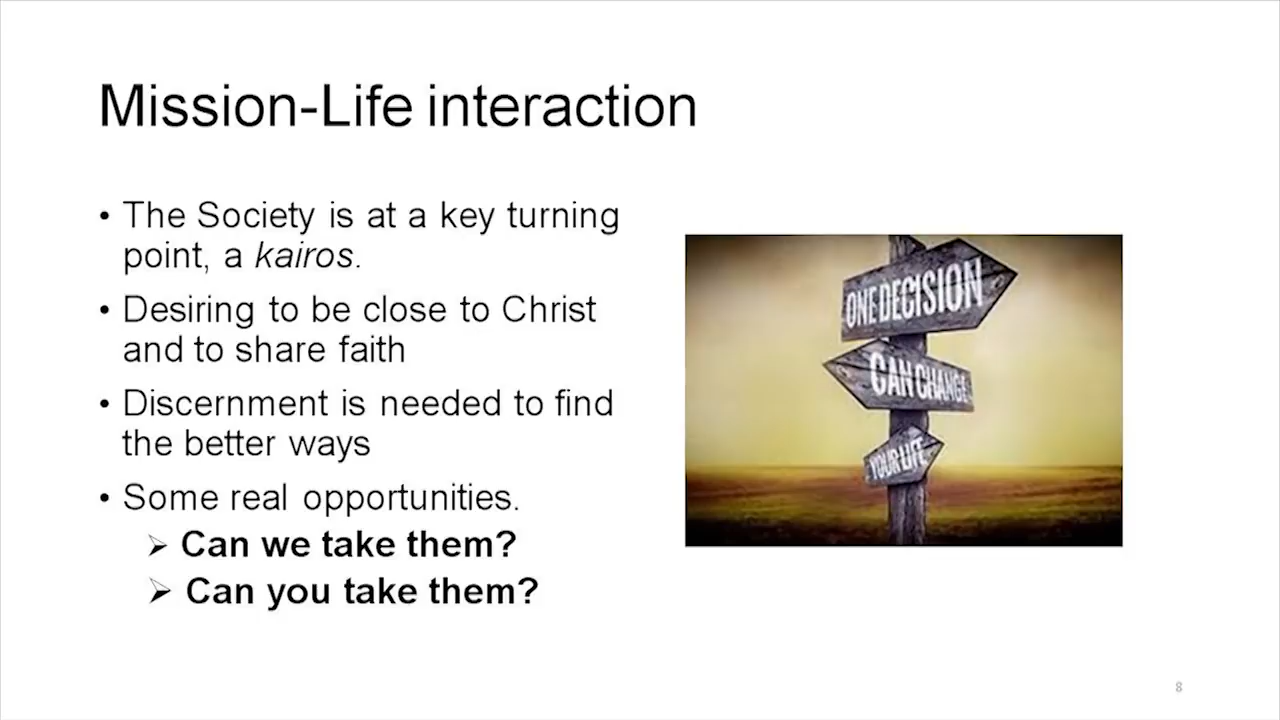 Mission-Life interaction
• The Society is at a key turning
point, a kairos.
• Desiring to be close to Christ
and to share faith
• Discernment is needed to find
the better ways
• Some real opportunities.
➢ Can we take them?
➢ Can you take them?
ONE DECISION
CAN CHANGE
YOUR LIFE
8